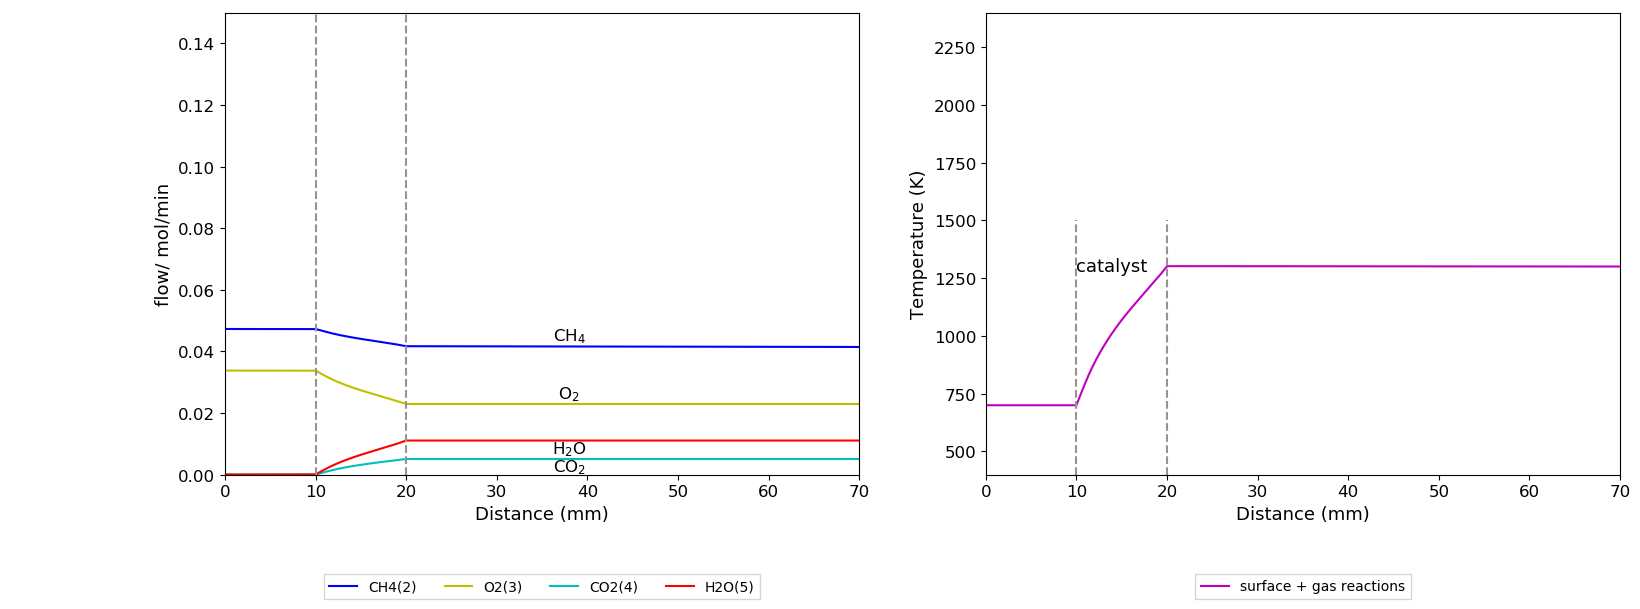 0.14
0.12
0.10
0.08
0.06
0.04
0.02
0.00
flow/ mol/min
CH₄
O₂
H₂O
CO₂
0 10 20 30 40 50 60 70
Distance (mm)
CH4(2) O2(3) CO2(4) H2O(5)
2250
2000
1750
1500
1250
1000
750
500
Temperature (K)
catalyst
0 10 20 30 40 50 60 70
Distance (mm)
surface + gas reactions